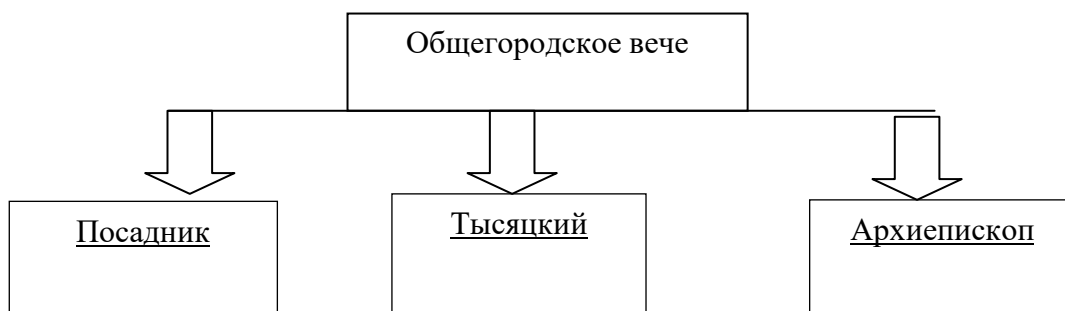 Общегородское вече
Посадник
Тысяцкий
Архиепископ